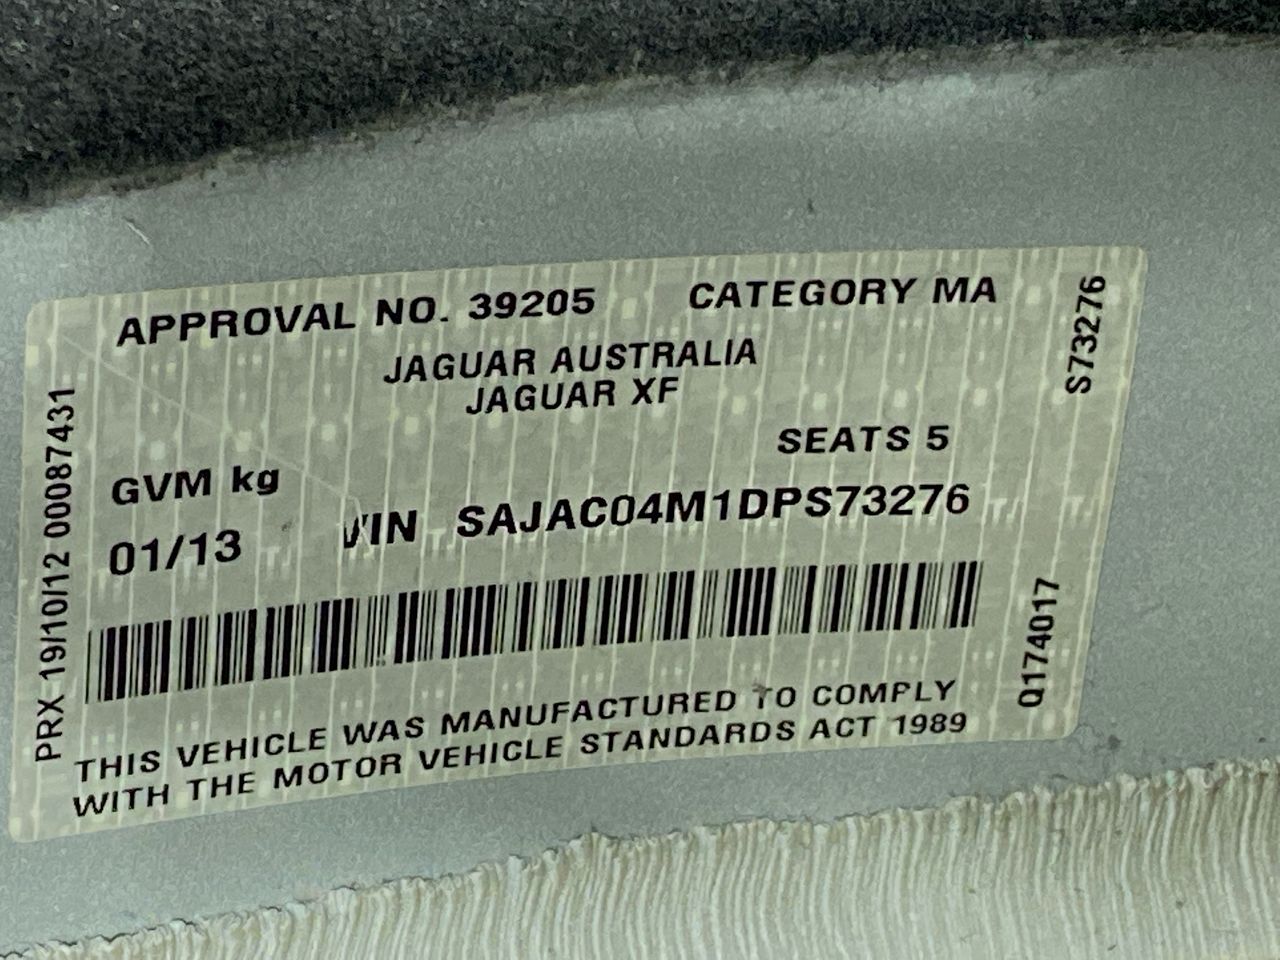 APPROVAL NO. 39205 CATEGORY MA
JAGUAR AUSTRALIA
JAGUAR XF
SEATS 5
GVM kg
01/13 VIN SAJAC04M1DPS73276
THIS VEHICLE WAS MANUFACTURED TO COMPLY
WITH THE MOTOR VEHICLE STANDARDS ACT 1989
PRX 19/10/12 00087431
S73276
Q174017